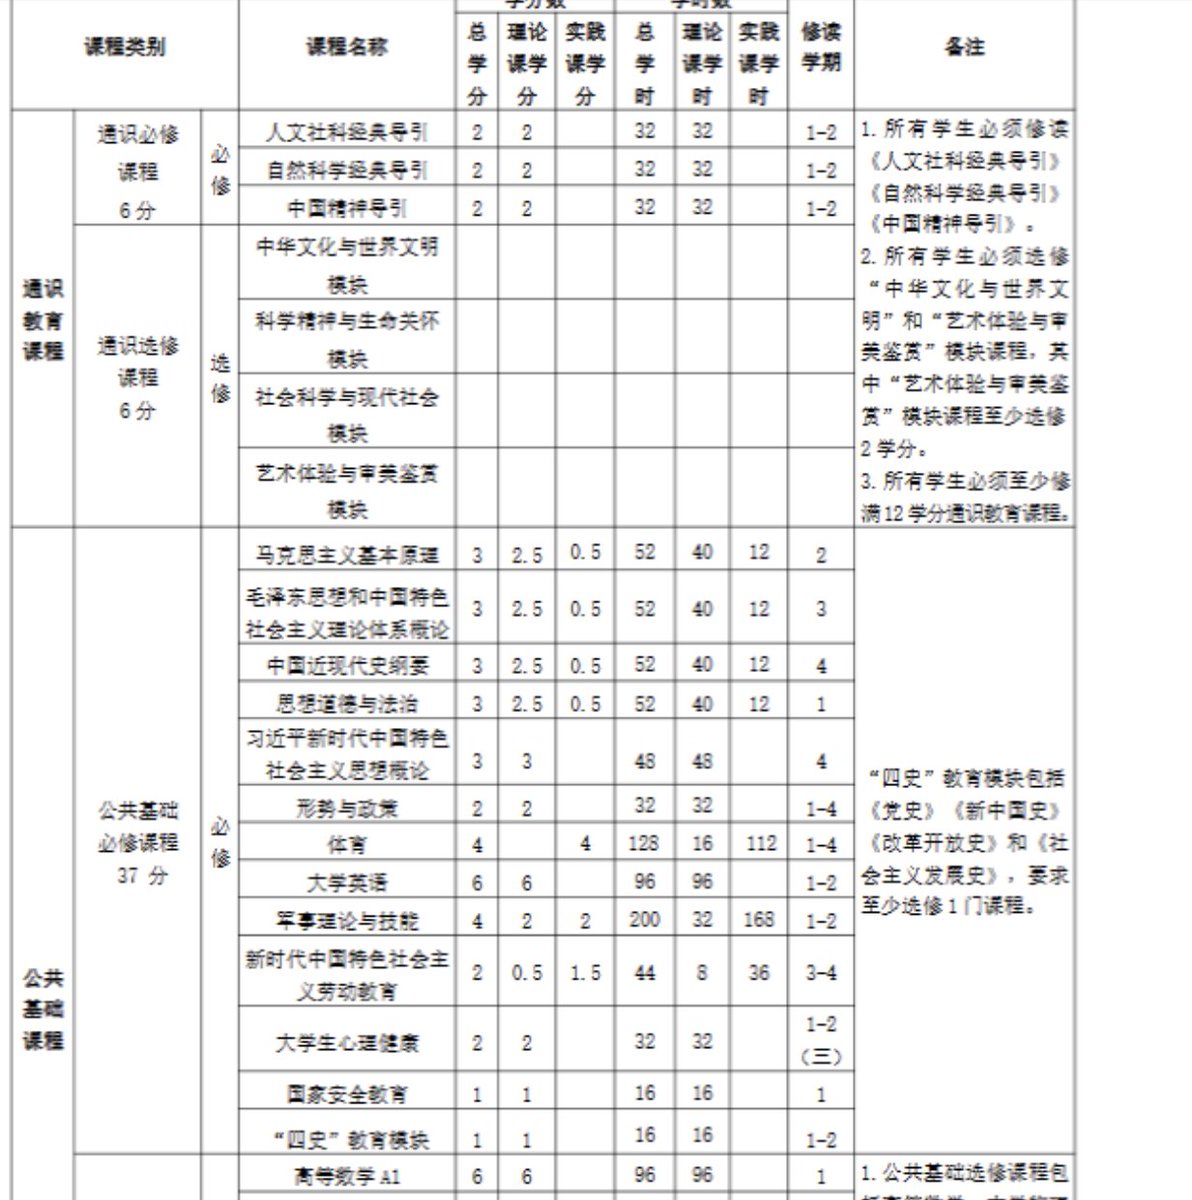 学分数 学时数
课程类别 课程名称 总学分 理论课学分 实践课学分 总学时 理论课学时 实践课学时 修读学期 备注
通识教育课程
通识必修
课程
6分
必修
人文社科经典导引 2 2 32 32 1-2
自然科学经典导引 2 2 32 32 1-2
中国精神导引 2 2 32 32 1-2
通识选修
课程
6分
选修
中华文化与世界文明
模块
科学精神与生命关怀
模块
社会科学与现代社会
模块
艺术体验与审美鉴赏
模块
1.所有学生必须修读
《人文社科经典导引》
《自然科学经典导引》
《中国精神导引》。
2.所有学生必须选修
“中华文化与世界文
明”和“艺术体验与审
美鉴赏”模块课程，其
中“艺术体验与审美鉴
赏”模块课程至少选修
2学分。
3.所有学生必须至少修
满12学分通识教育课程。
公共基础课程
公共基础
必修课程
37 分
必修
马克思主义基本原理 3 2.5 0.5 52 40 12 2
毛泽东思想和中国特色
社会主义理论体系概论 3 2.5 0.5 52 40 12 3
中国近现代史纲要 3 2.5 0.5 52 40 12 4
思想道德与法治 3 2.5 0.5 52 40 12 1
习近平新时代中国特色
社会主义思想概论 3 3 48 48 4
形势与政策 2 2 32 32 1-4
体育 4 4 128 16 112 1-4
大学英语 6 6 96 96 1-2
军事理论与技能 4 2 2 200 32 168 1-2
新时代中国特色社会主
义劳动教育 2 0.5 1.5 44 8 36 3-4
大学生心理健康 2 2 32 32 1-2
（三）
国家安全教育 1 1 16 16 1
“四史”教育模块 1 1 16 16 1-2
“四史”教育模块包括
《党史》《新中国史》
《改革开放史》和《社
会主义发展史》，要求
至少选修1门课程。
高等数学A1 6 6 96 96 1
1.公共基础选修课程包